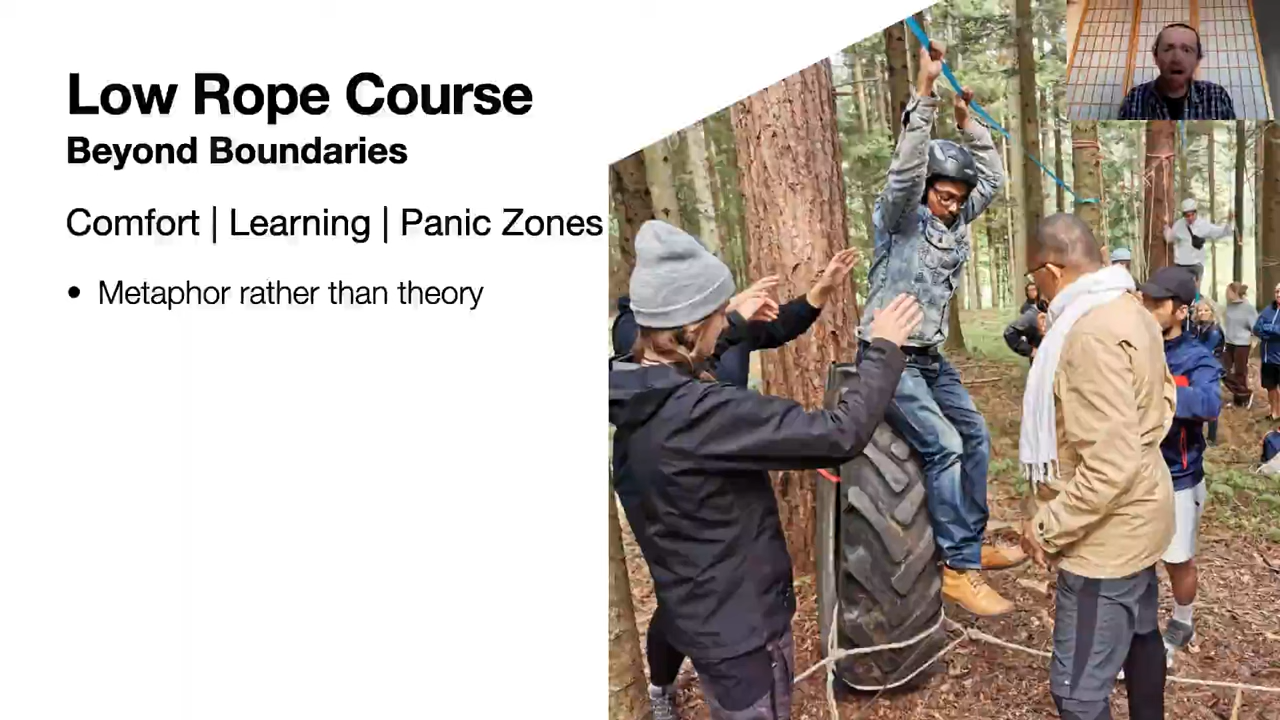 Low Rope Course
Beyond Boundaries
Comfort | Learning | Panic Zones
• Metaphor rather than theory